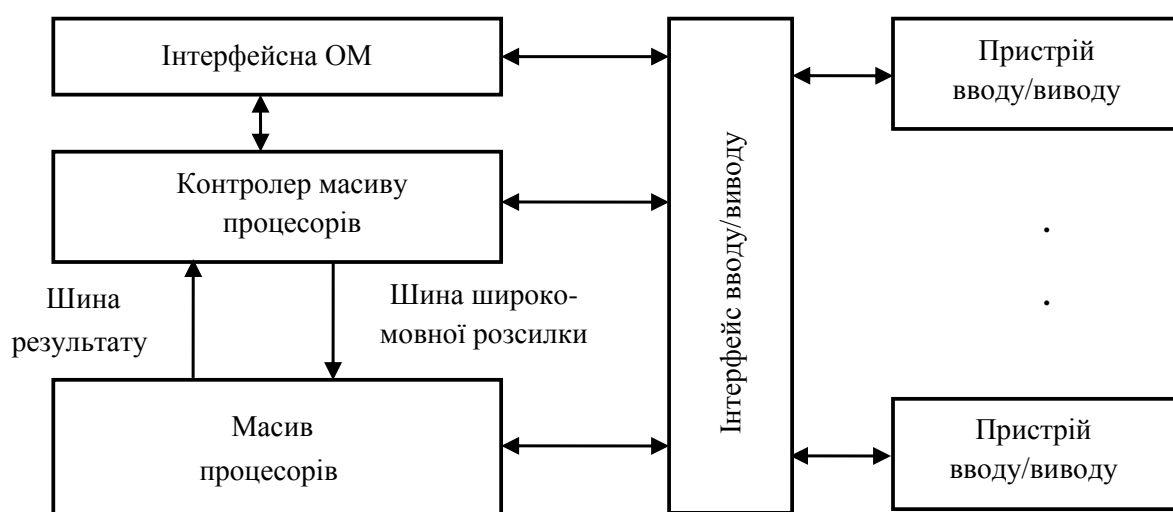 Інтерфейсна ОМ
Контролер масиву
процесорів
Шина
результату
Шина широко-
мовної розсилки
Масив
процесорів
Інтерфейс вводу/виводу
Пристрій
вводу/виводу
.
.
Пристрій
вводу/виводу